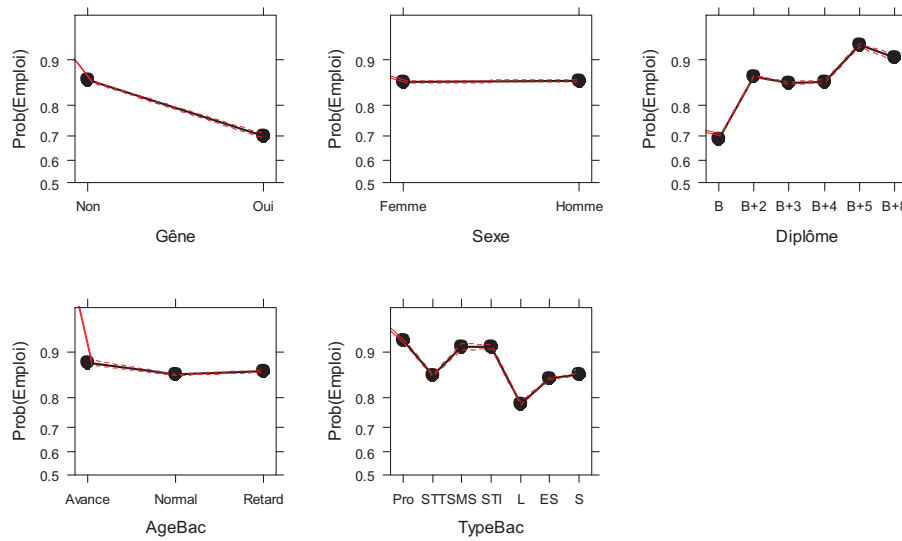 Prob(Emploi)
0.9
0.8
0.7
0.6
0.5
Non Oui
Gêne
Prob(Emploi)
0.9
0.8
0.7
0.6
0.5
Femme Homme
Sexe
Prob(Emploi)
0.9
0.8
0.7
0.6
0.5
B B+2 B+3 B+4 B+5 B+8
Diplôme
Prob(Emploi)
0.9
0.8
0.7
0.6
0.5
Avance Normal Retard
AgeBac
Prob(Emploi)
0.9
0.8
0.7
0.6
0.5
Pro STT SMS STI L ES S
TypeBac